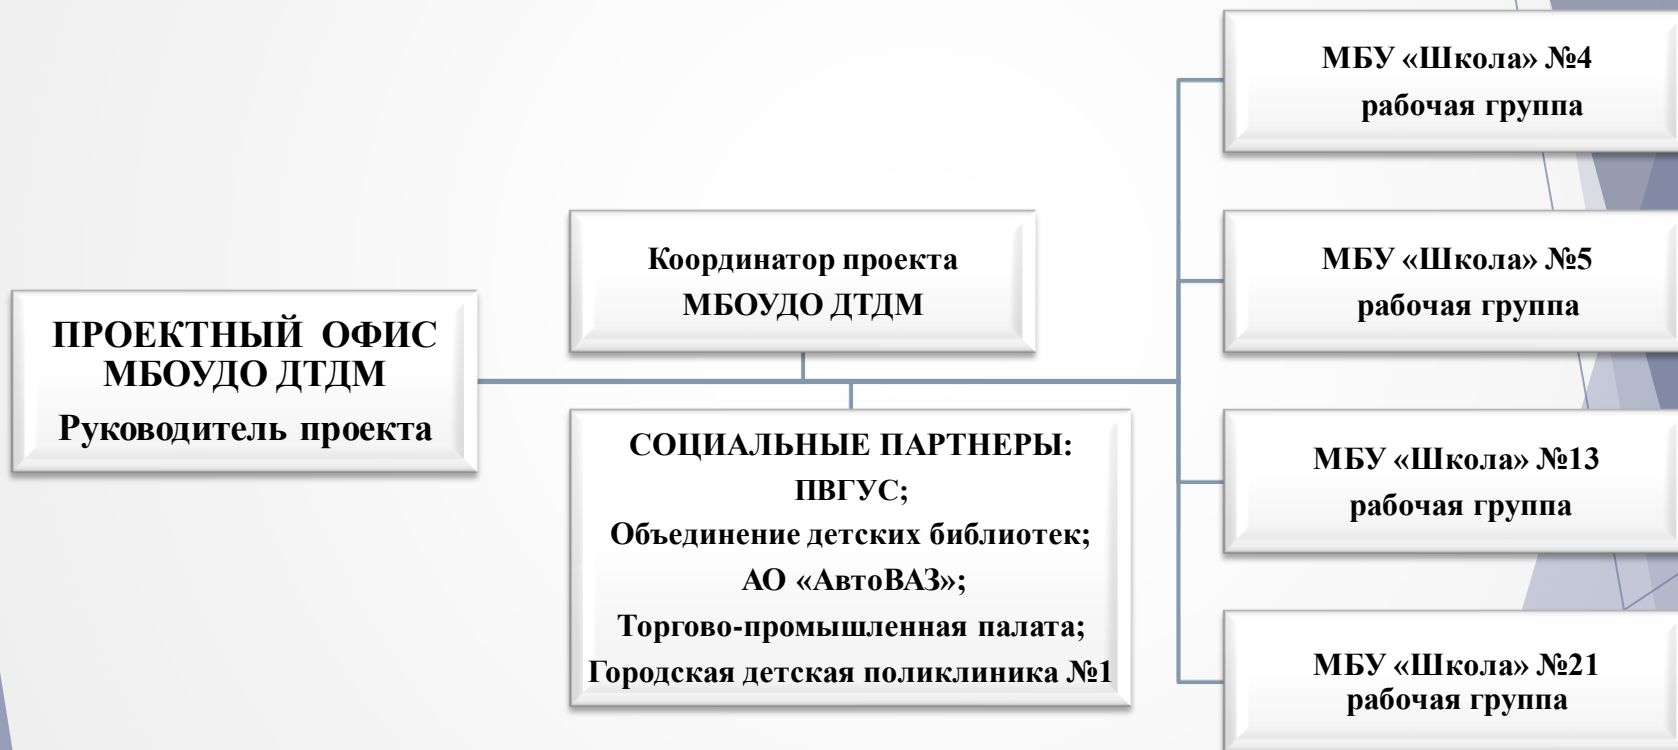 ПРОЕКТНЫЙ ОФИС
МБОУДО ДТДМ
Руководитель проекта
Координатор проекта
МБОУДО ДТДМ
СОЦИАЛЬНЫЕ ПАРТНЕРЫ:
ПВГУС;
Объединение детских библиотек;
АО «АвтоВАЗ»;
Торгово-промышленная палата;
Городская детская поликлиника №1
МБУ «Школа» №4
рабочая группа
МБУ «Школа» №5
рабочая группа
МБУ «Школа» №13
рабочая группа
МБУ «Школа» №21
рабочая группа